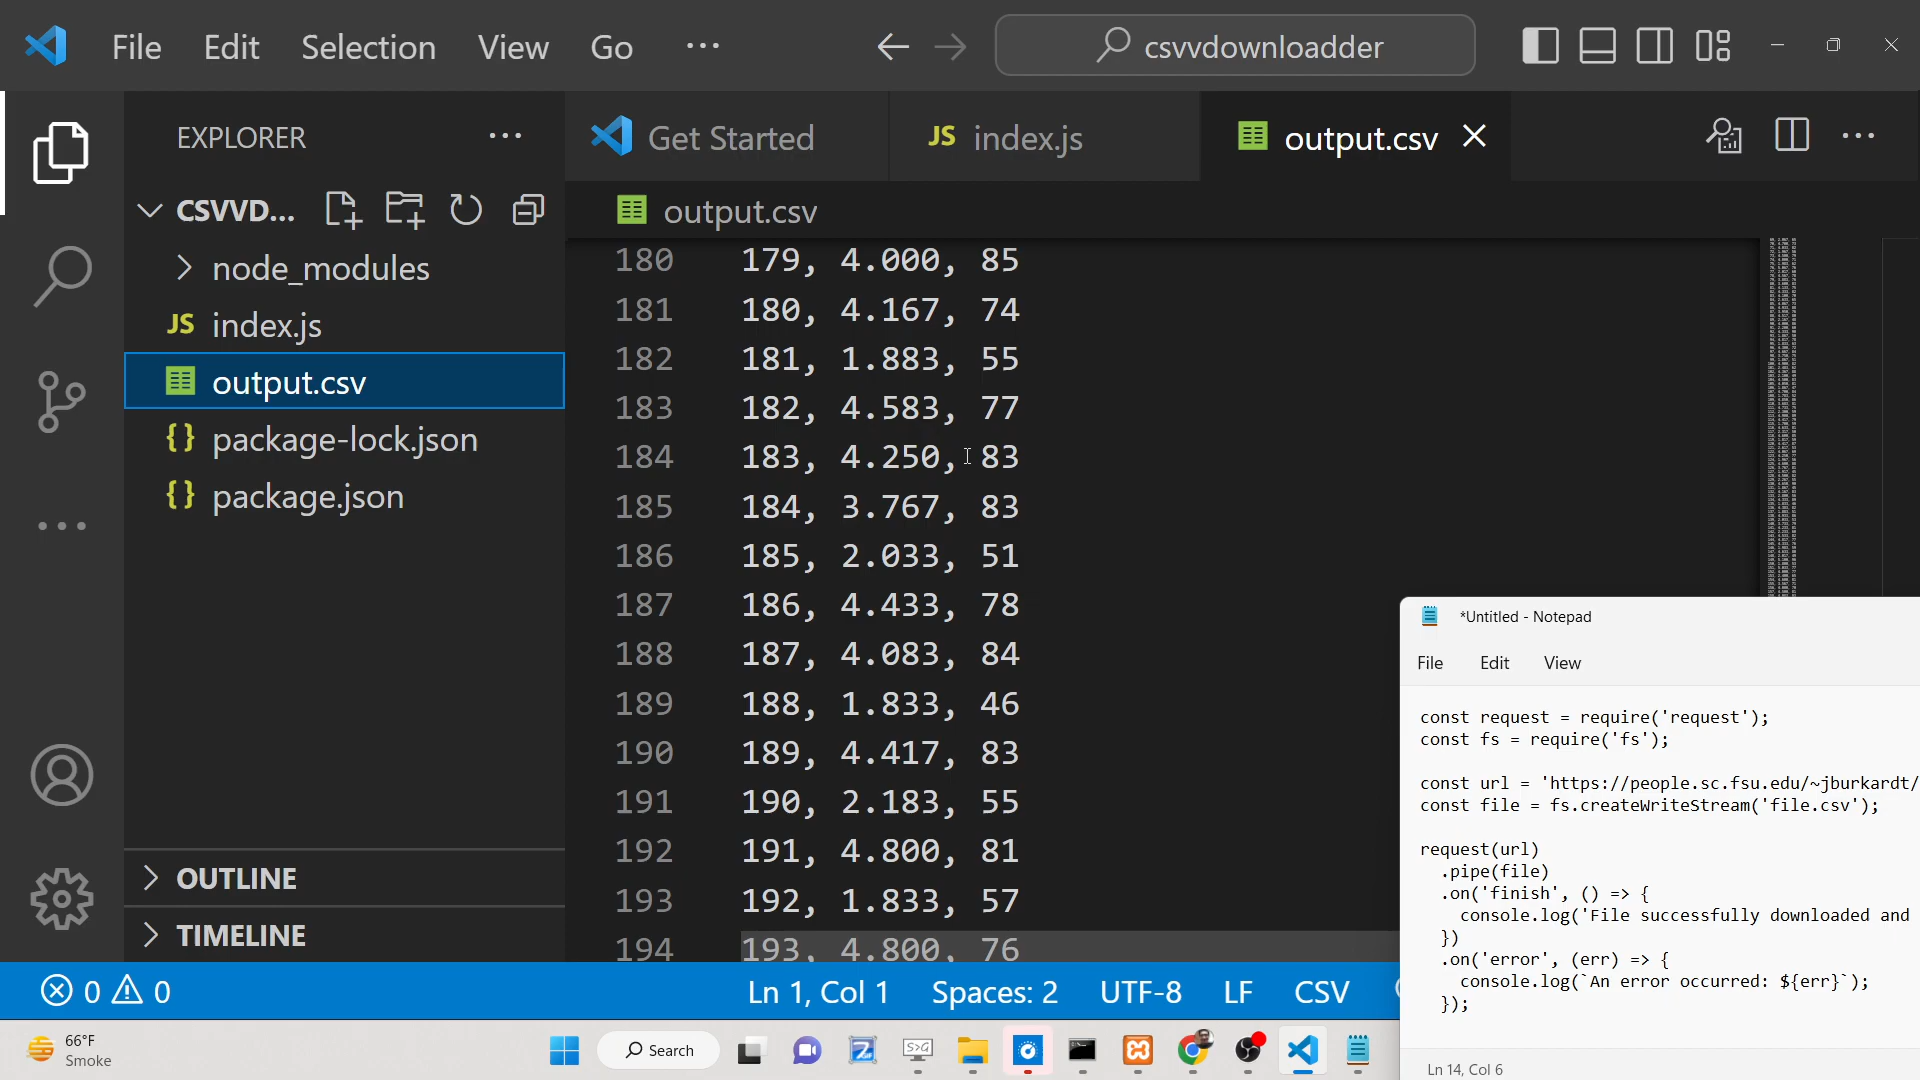 File Edit Selection View Go ···
csvvdownloadder
EXPLORER
CSVVD...
node_modules
JS index.js
output.csv
{} package-lock.json
{} package.json
OUTLINE
TIMELINE
Get Started
JS index.js
output.csv
output.csv
180 179, 4.000, 85
181 180, 4.167, 74
182 181, 1.883, 55
183 182, 4.583, 77
184 183, 4.250, 83
185 184, 3.767, 83
186 185, 2.033, 51
187 186, 4.433, 78
188 187, 4.083, 84
189 188, 1.833, 46
190 189, 4.417, 83
191 190, 2.183, 55
192 191, 4.800, 81
193 192, 1.833, 57
194 193, 4.800, 76
*Untitled - Notepad
File Edit View
const request = require('request');
const fs = require('fs');
const url = 'https://people.sc.fsu.edu/~jburkardt/
const file = fs.createWriteStream('file.csv');
request(url)
.pipe(file)
.on('finish', () => {
console.log('File successfully downloaded and
})
.on('error', (err) => {
console.log(`An error occurred: ${err}`);
});
Ln 14, Col 6
0 0
Ln 1, Col 1 Spaces: 2 UTF-8 LF CSV
66°F
Smoke
Search